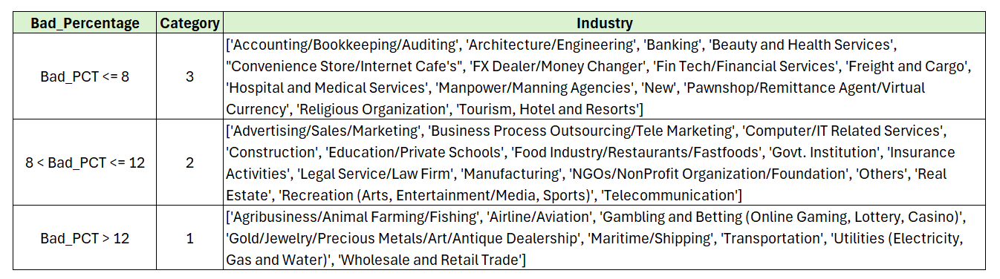 Bad_Percentage Category Industry
Bad_PCT <= 8
3
['Accounting/Bookkeeping/Auditing', 'Architecture/Engineering', 'Banking', 'Beauty and Health Services',
"Convenience Store/Internet Cafe's", 'FX Dealer/Money Changer', 'Fin Tech/Financial Services', 'Freight and Cargo',
'Hospital and Medical Services', 'Manpower/Manning Agencies', 'New', 'Pawnshop/Remittance Agent/Virtual
Currency', 'Religious Organization', 'Tourism, Hotel and Resorts']
8 < Bad_PCT <= 12
2
['Advertising/Sales/Marketing', 'Business Process Outsourcing/Tele Marketing', 'Computer/IT Related Services',
'Construction', 'Education/Private Schools', 'Food Industry/Restaurants/Fastfoods', 'Govt. Institution', 'Insurance
Activities', 'Legal Service/Law Firm', 'Manufacturing', 'NGOs/NonProfit Organization/Foundation', 'Others', 'Real
Estate', 'Recreation (Arts, Entertainment/Media, Sports)', 'Telecommunication']
Bad_PCT > 12
1
['Agribusiness/Animal Farming/Fishing', 'Airline/Aviation', 'Gambling and Betting (Online Gaming, Lottery, Casino)',
'Gold/Jewelry/Precious Metals/Art/Antique Dealership', 'Maritime/Shipping', 'Transportation', 'Utilities (Electricity,
Gas and Water)', 'Wholesale and Retail Trade']